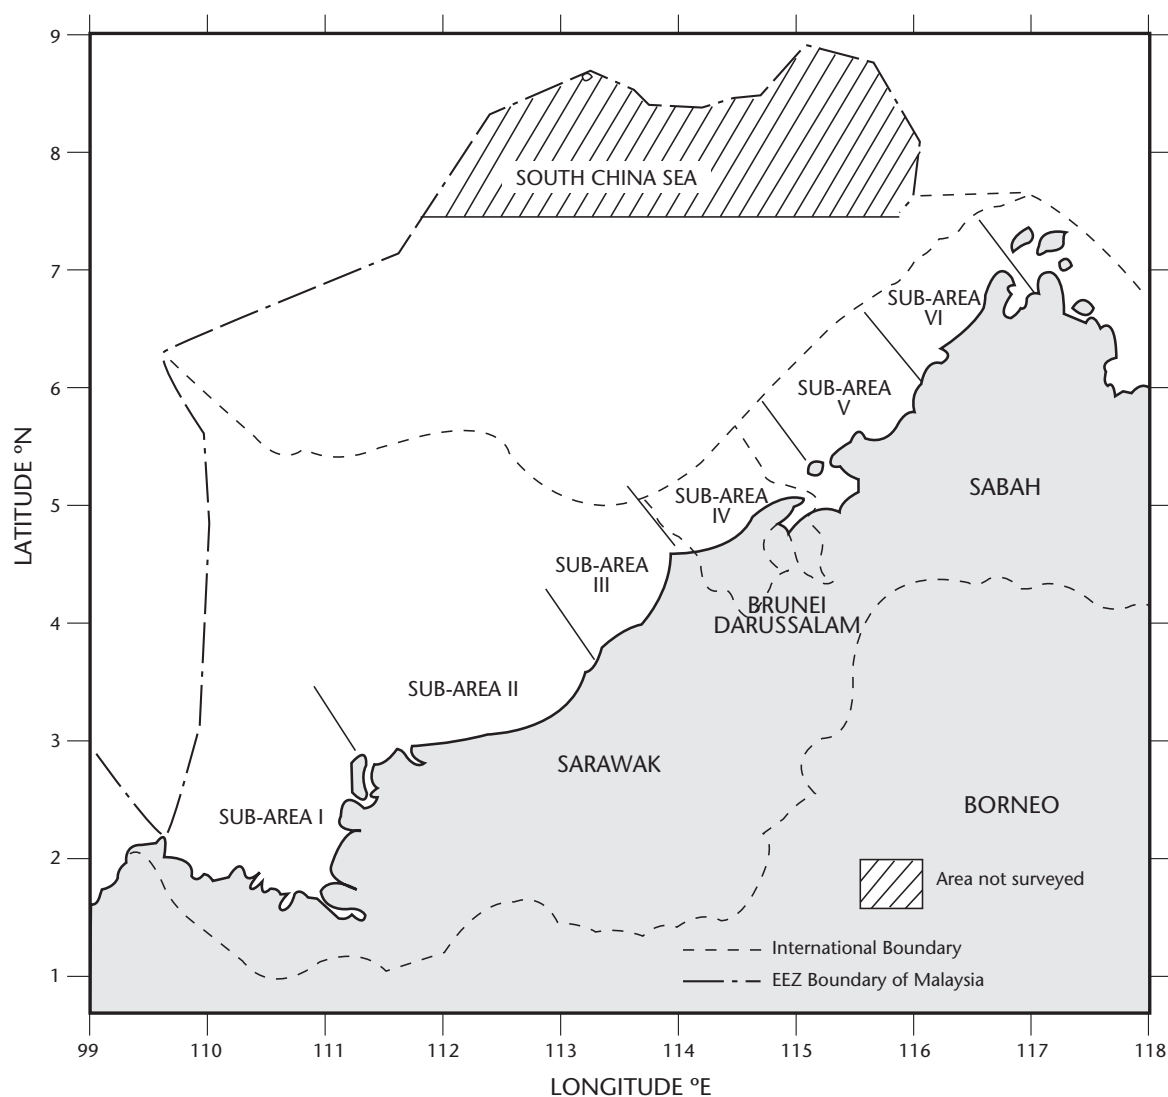 9
8
SOUTH CHINA SEA
7
SUB-AREA
VI
6
SUB-AREA
V
LATITUDE ºN
SABAH
5
SUB-AREA
IV
SUB-AREA
III
BRUNEI
DARUSSALAM
4
SUB-AREA II
3
SARAWAK
BORNEO
SUB-AREA I
2
Area not surveyed
International Boundary
1
EEZ Boundary of Malaysia
99 110 111 112 113 114 115 116 117 118
LONGITUDE ºE